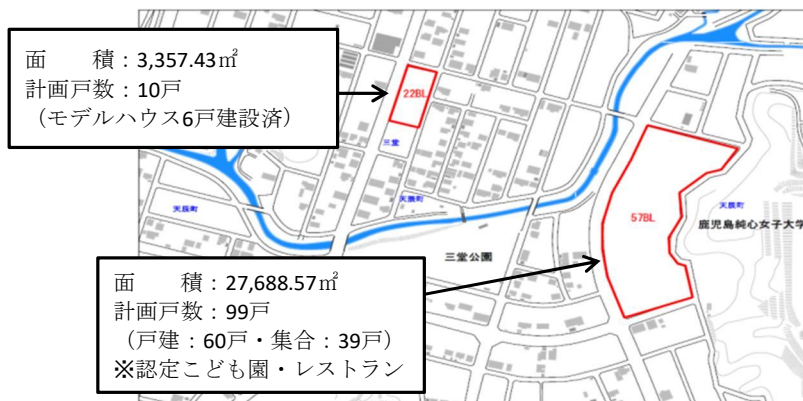 面　　積：3,357.43㎡
計画戸数：10戸
（モデルハウス6戸建設済）
22BL
三堂
天辰町
天辰町
57BL
天辰町
鹿児島純心女子大学
三堂公園
面　　積：27,688.57㎡
計画戸数：99戸
（戸建：60戸・集合：39戸）
※認定こども園・レストラン